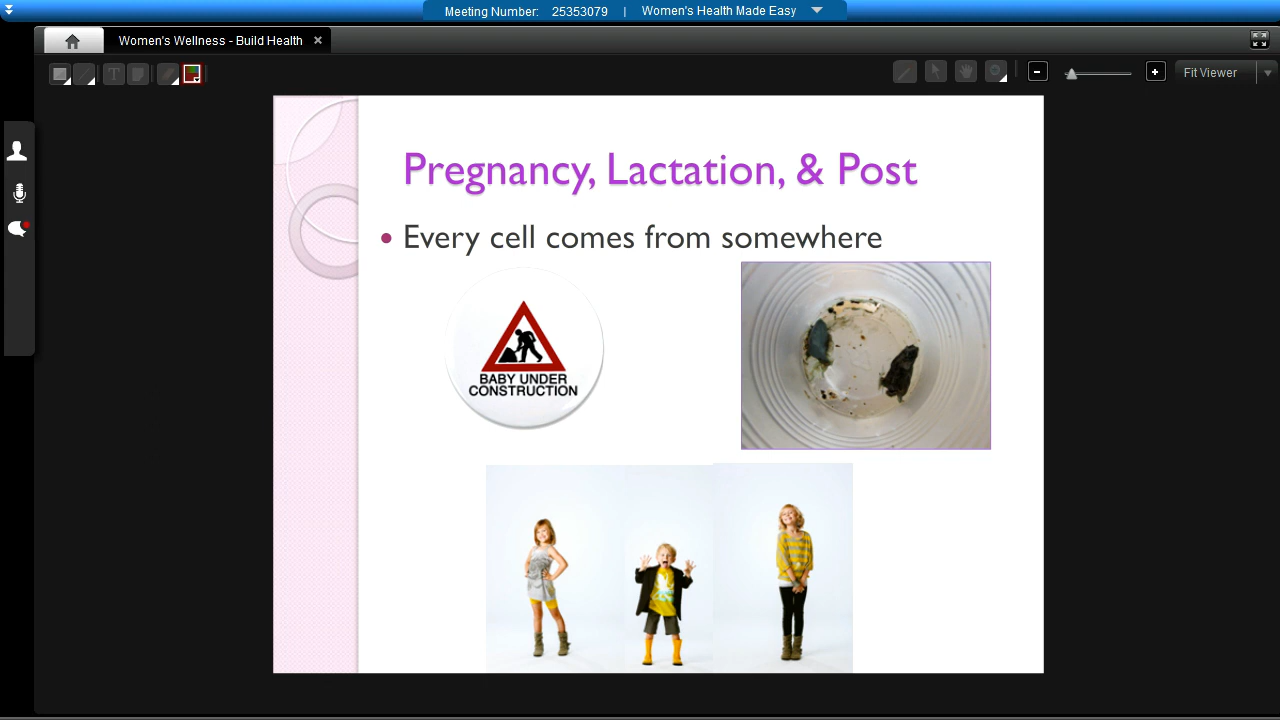 Meeting Number: 25353079 | Women's Health Made Easy
Women's Wellness - Build Health
T
Fit Viewer
Pregnancy, Lactation, & Post
• Every cell comes from somewhere
BABY UNDER
CONSTRUCTION